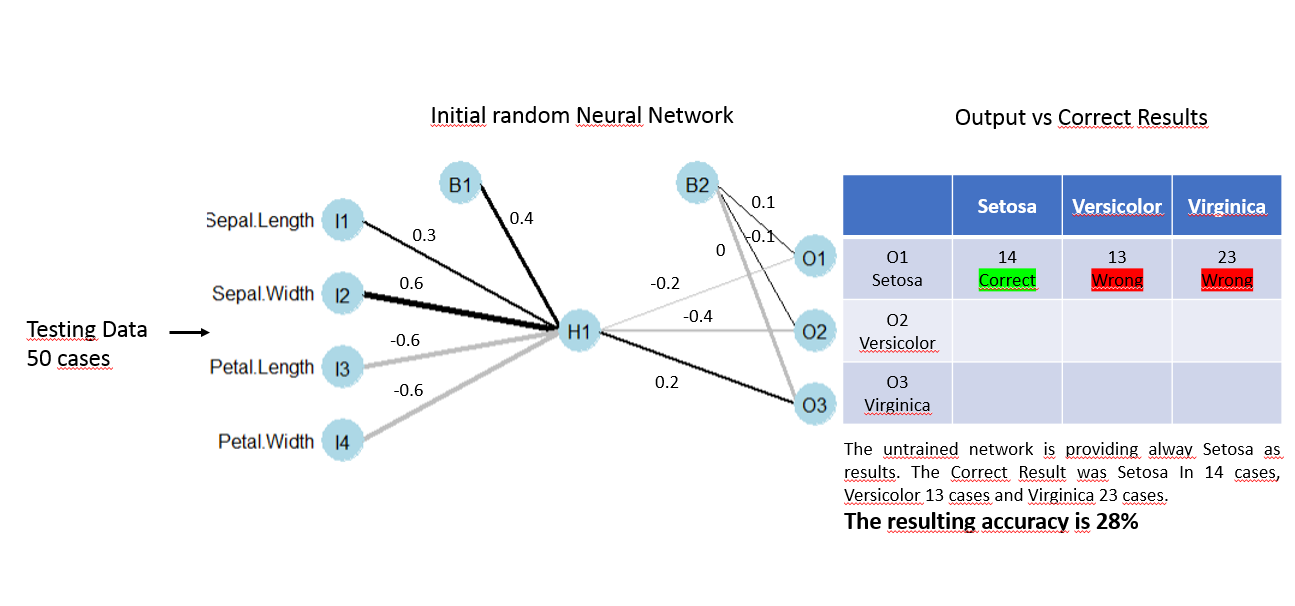 Initial random Neural Network
Output vs Correct Results
Testing Data
50 cases
Sepal.Length
Sepal.Width
Petal.Length
Petal.Width
I1
I2
I3
I4
B1
0.4
0.3
0.6
-0.6
-0.6
H1
B2
0.1
-0.1
0
-0.2
-0.4
0.2
O1
O2
O3
Setosa Versicolor Virginica
O1 14 13 23
Setosa Correct Wrong Wrong
O2
Versicolor
O3
Virginica
The untrained network is providing alway Setosa as
results. The Correct Result was Setosa In 14 cases,
Versicolor 13 cases and Virginica 23 cases.
The resulting accuracy is 28%